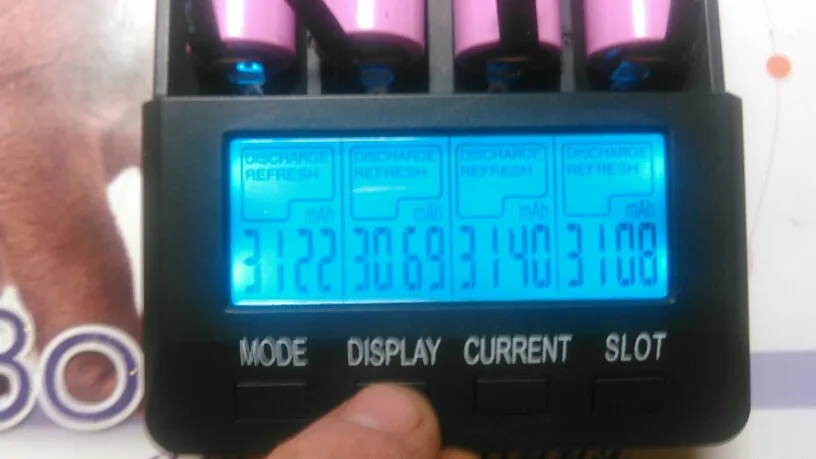 DISCHARGE DISCHARGE DISCHARGE DISCHARGE
REFRESH REFRESH REFRESH REFRESH
mAh mAh mAh mAh
3122 3069 3140 3108
MODE DISPLAY CURRENT SLOT